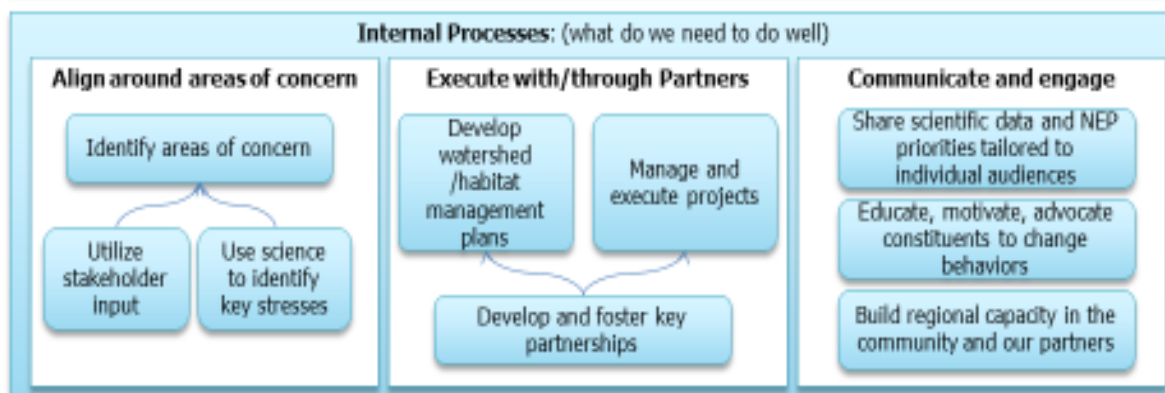 Internal Processes: (what do we need to do well)
Align around areas of concern
Identify areas of concern
Utilize
stakeholder
input
Use science
to identify
key stresses
Execute with/through Partners
Develop
watershed
/habitat
management
plans
Manage and
execute projects
Develop and foster key
partnerships
Communicate and engage
Share scientific data and NEP
priorities tailored to
individual audiences
Educate, motivate, advocate
constituents to change
behaviors
Build regional capacity in the
community and our partners